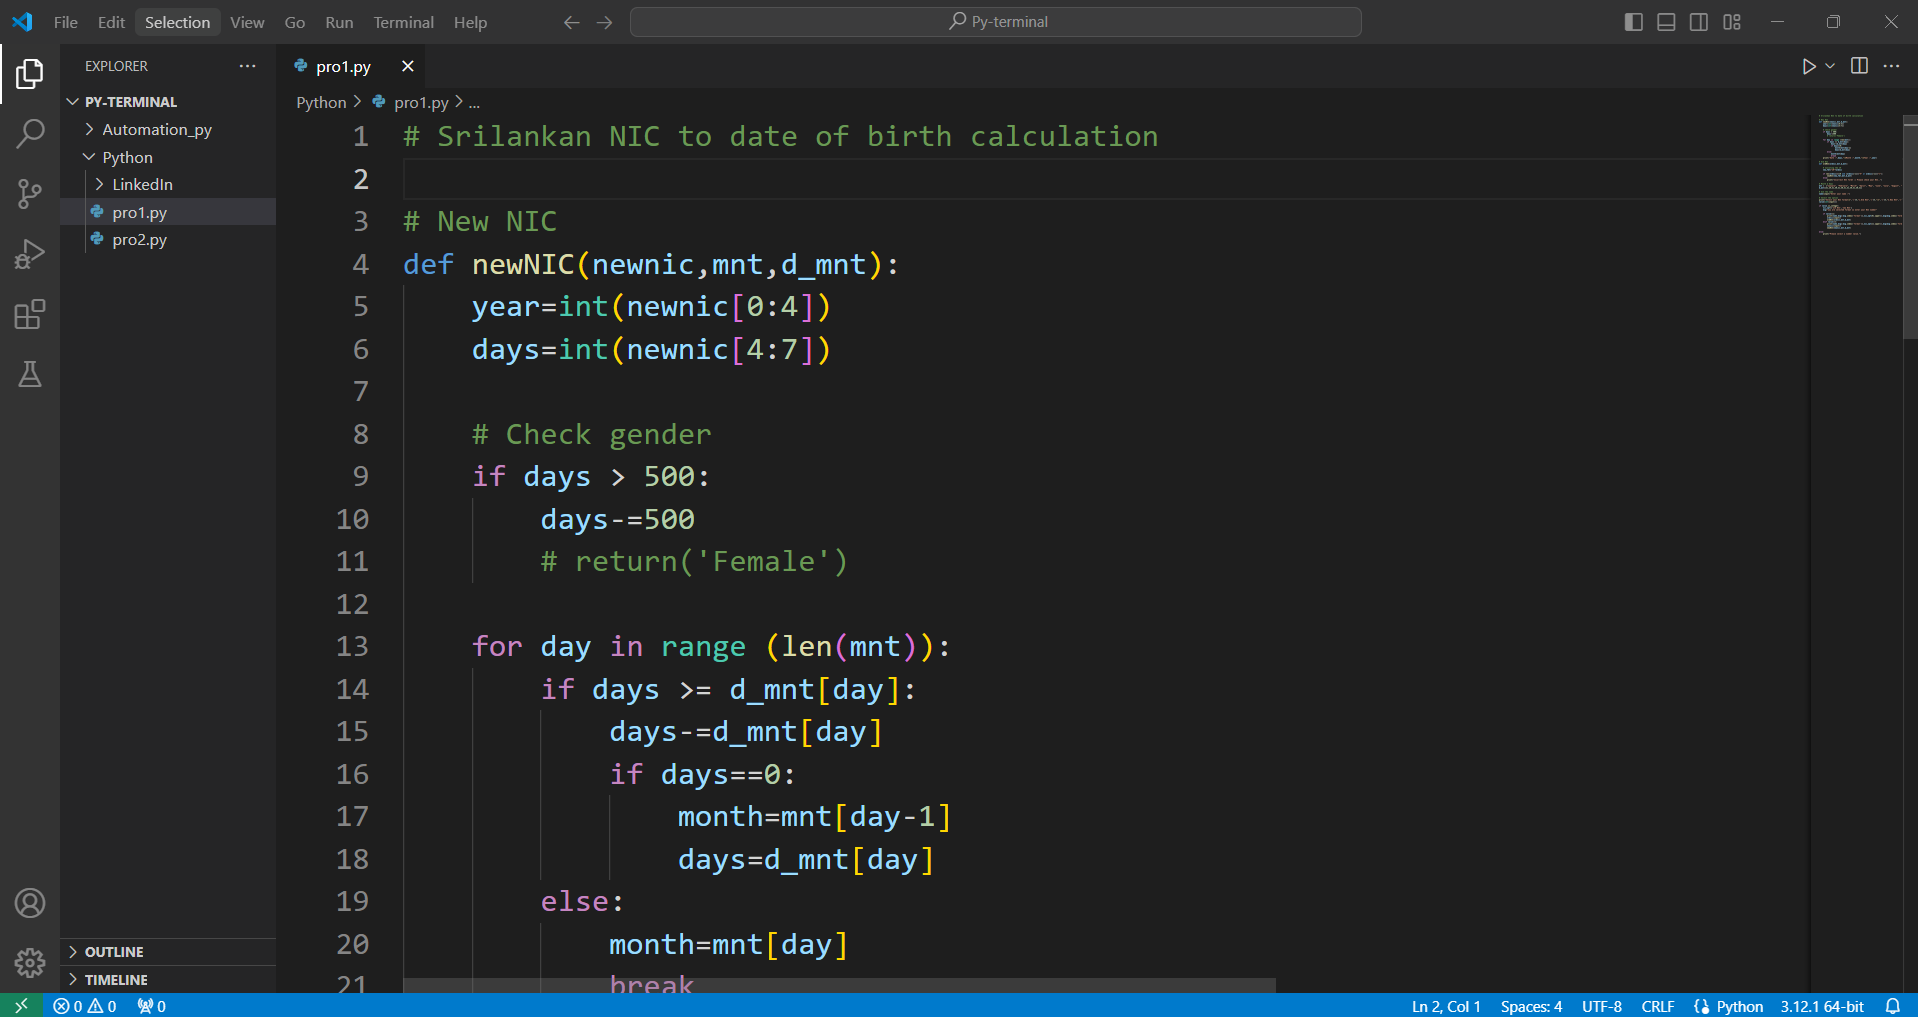 File Edit Selection View Go Run Terminal Help
Py-terminal
EXPLORER
pro1.py
PY-TERMINAL
Automation_py
Python
LinkedIn
pro1.py
pro2.py
Python > pro1.py > ...
1 # Srilankan NIC to date of birth calculation
2
3 # New NIC
4 def newNIC(newnic,mnt,d_mnt):
5 year=int(newnic[0:4])
6 days=int(newnic[4:7])
7
8 # Check gender
9 if days > 500:
10 days-=500
11 # return('Female')
12
13 for day in range (len(mnt)):
14 if days >= d_mnt[day]:
15 days-=d_mnt[day]
16 if days==0:
17 month=mnt[day-1]
18 days=d_mnt[day]
19 else:
20 month=mnt[day]
21 break
OUTLINE
TIMELINE
0 0 0 Ln 2, Col 1 Spaces: 4 UTF-8 CRLF Python 3.12.1 64-bit